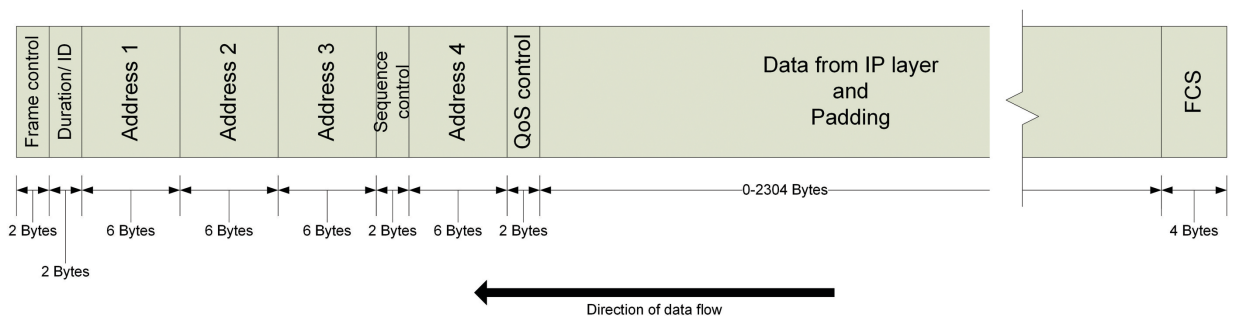 Frame control
Duration/ ID
Address 1
Address 2
Address 3
Sequence
control
Address 4
QoS control
Data from IP layer
and
Padding
FCS
0-2304 Bytes
2 Bytes
6 Bytes
6 Bytes
6 Bytes
2 Bytes
6 Bytes
2 Bytes
4 Bytes
2 Bytes
Direction of data flow